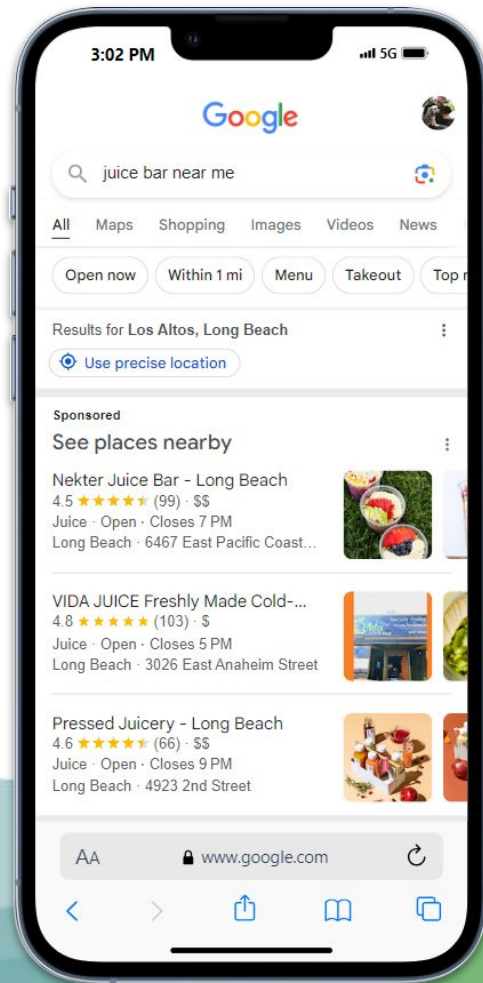 3:02 PM 5G
Google
juice bar near me
All Maps Shopping Images Videos News
Open now Within 1 mi Menu Takeout Top r
Results for Los Altos, Long Beach
Use precise location
Sponsored
See places nearby
Nekter Juice Bar - Long Beach
4.5 ★★★★★ (99) · $$
Juice · Open · Closes 7 PM
Long Beach · 6467 East Pacific Coast...
VIDA JUICE Freshly Made Cold-...
4.8 ★★★★★ (103) · $
Juice · Open · Closes 5 PM
Long Beach · 3026 East Anaheim Street
Pressed Juicery - Long Beach
4.6 ★★★★★ (66) · $$
Juice · Open · Closes 9 PM
Long Beach · 4923 2nd Street
AA www.google.com